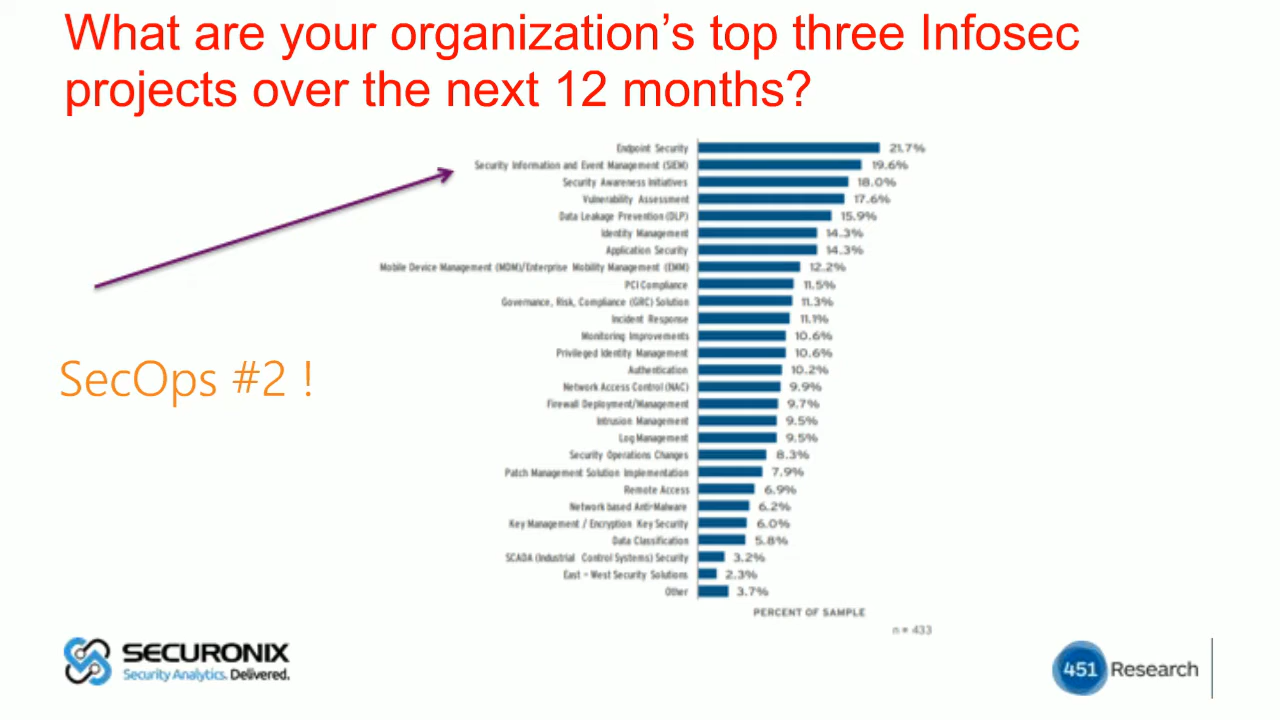 What are your organization's top three Infosec
projects over the next 12 months?
Endpoint Security 21.7%
Security Information and Event Management (SIEM) 19.6%
Security Awareness Initiatives 18.0%
Vulnerability Assessment 17.6%
Data Leakage Prevention (DLP) 15.9%
Identity Management 14.3%
Application Security 14.3%
Mobile Device Management (MDM)/Enterprise Mobility Management (EMM) 12.2%
PCI Compliance 11.5%
Governance, Risk, Compliance (GRC) Solution 11.3%
Incident Response 11.1%
Monitoring Improvements 10.6%
Privileged Identity Management 10.6%
Authentication 10.2%
Network Access Control (NAC) 9.9%
Firewall Deployment/Management 9.7%
Intrusion Management 9.5%
Log Management 9.5%
Security Operations Changes 8.3%
Patch Management Solution Implementation 7.9%
Remote Access 6.9%
Network based Anti-Malware 6.2%
Key Management / Encryption Key Security 6.0%
Data Classification 5.8%
SCADA (Industrial Control Systems) Security 3.2%
East - West Security Solutions 2.3%
Other 3.7%
PERCENT OF SAMPLE
n = 433
SecOps #2 !
SECURONIX
Security Analytics. Delivered.
451 Research